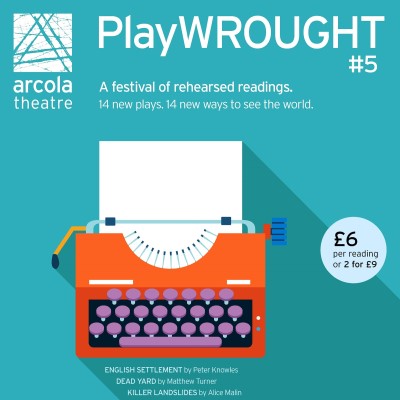 PlayWROUGHT
#5
arcola
theatre
A festival of rehearsed readings.
14 new plays. 14 new ways to see the world.
£6
per reading
or 2 for £9
ENGLISH SETTLEMENT by Peter Knowles
DEAD YARD by Matthew Turner
KILLER LANDSLIDES by Alice Malin